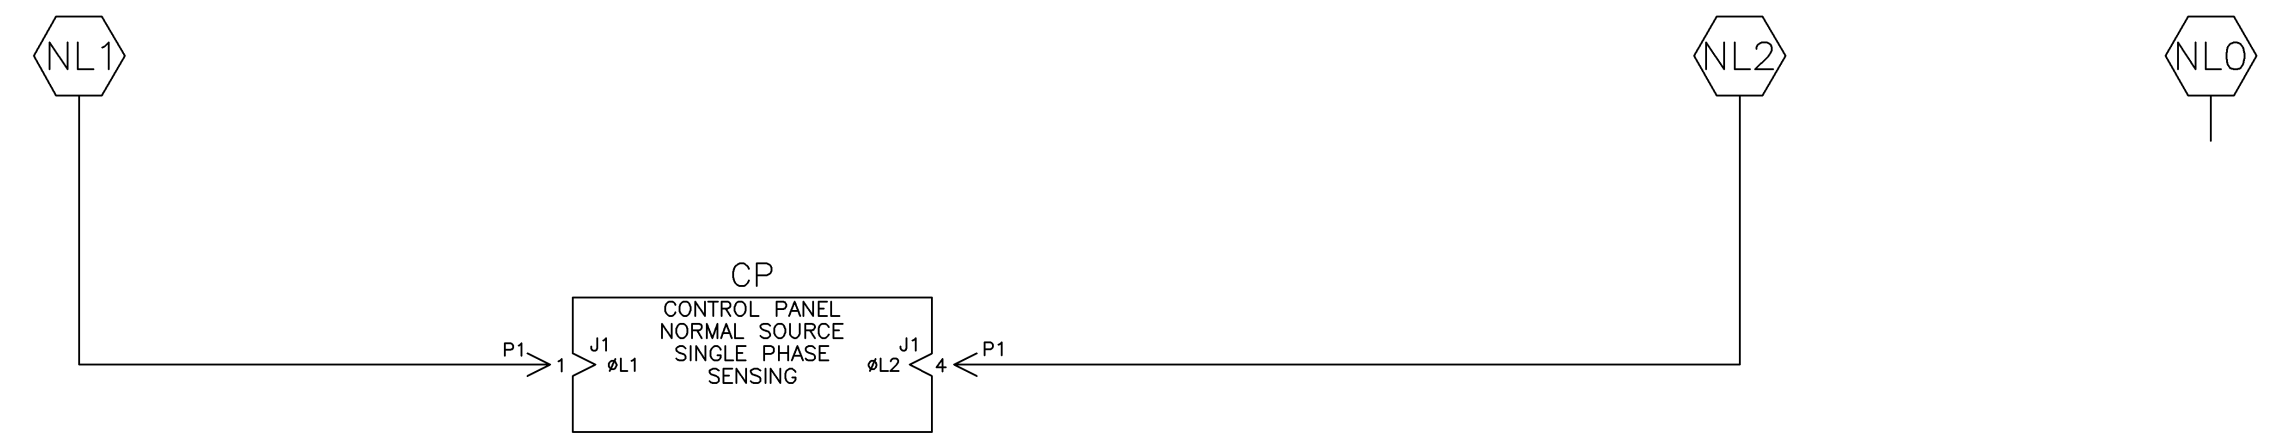 NL1
NL2
NL0
CP
CONTROL PANEL
NORMAL SOURCE
SINGLE PHASE
SENSING
P1
1
J1
øL1
J1
øL2
4
P1